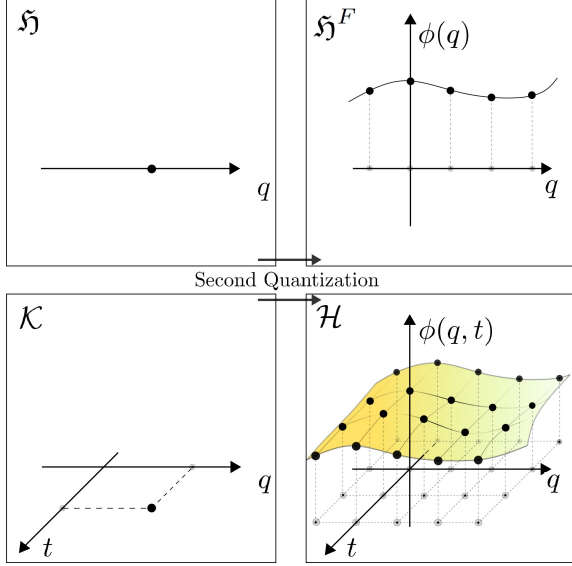 ℌ
ℌ^F
ϕ(q)
q
q
Second Quantization
𝒦
ℋ
ϕ(q, t)
q
t
q
t